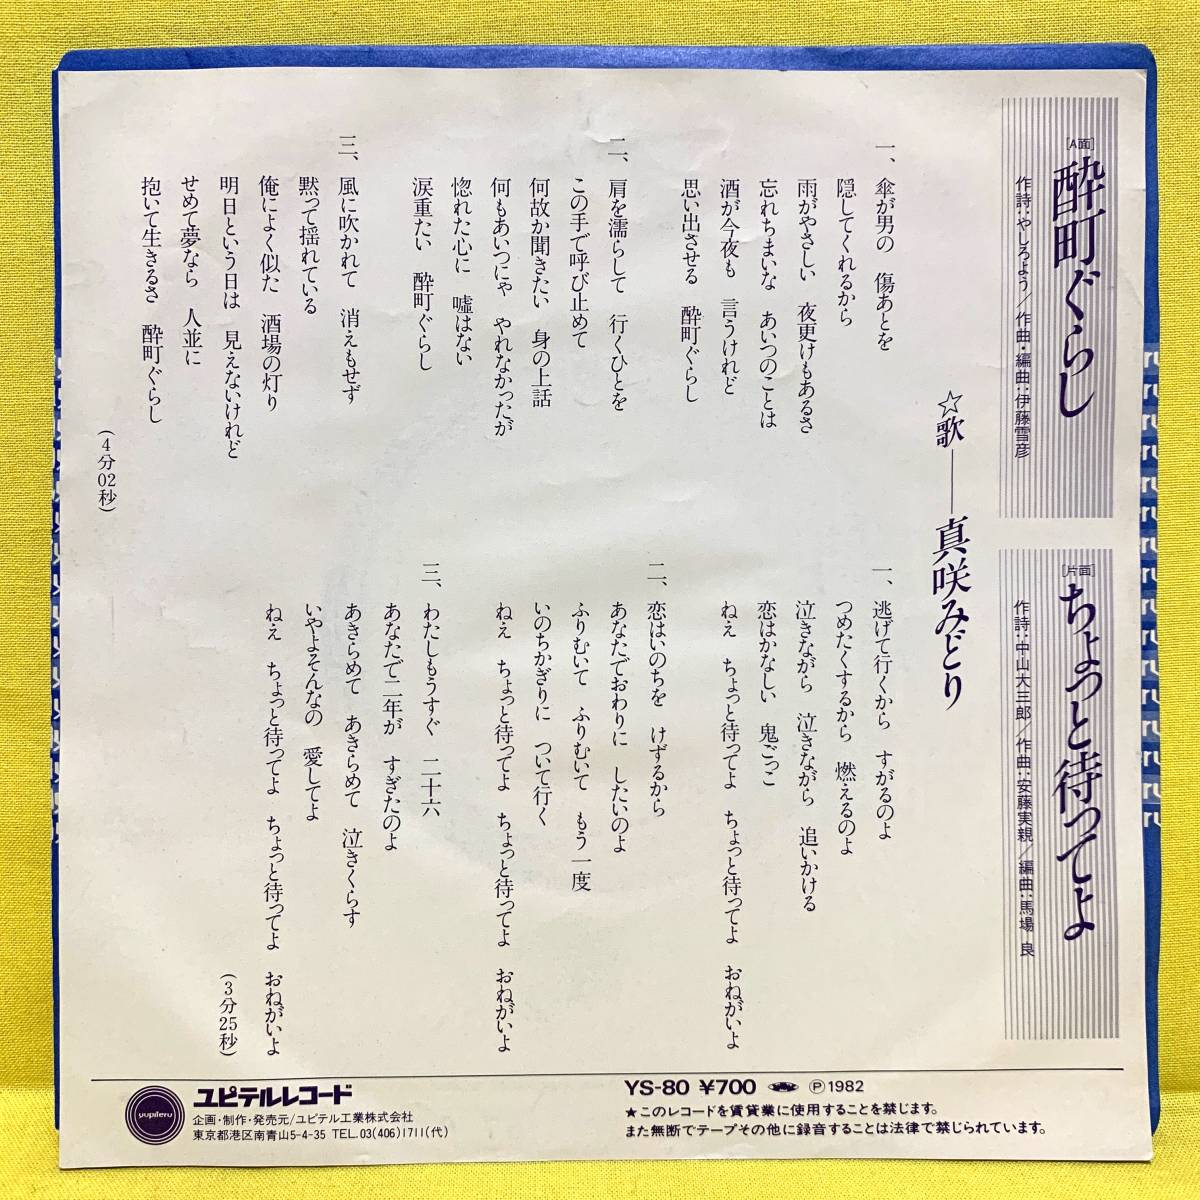 [A面]
酔町ぐらし
作詩:やしろよう/作曲・編曲:伊藤雪彦
[片面]
ちょっと待ってよ
作詩:中山大三郎/作曲:安藤実親/編曲:馬場 良
☆歌――真咲みどり
一、傘が男の 傷あとを
隠してくれるから
雨がやさしい 夜更けもあるさ
忘れちまいな あいつのことは
酒が今夜も 言うけれど
思い出させる 酔町ぐらし
二、肩を濡らして 行くひとを
この手で呼び止めて
何故か聞きたい 身の上話
何もあいつにゃ やれなかったが
惚れた心に 嘘はない
涙重たい 酔町ぐらし
三、風に吹かれて 消えもせず
黙って揺れている
俺によく似た 酒場の灯り
明日という日は 見えないけれど
せめて夢なら 人並に
抱いて生きるさ 酔町ぐらし
(4分02秒)
一、逃げて行くから すがるのよ
つめたくするから 燃えるのよ
泣きながら 泣きながら 追いかける
恋はかなしい 鬼ごっこ
ねえ ちょっと待ってよ ちょっと待ってよ おねがいよ
二、恋はいのちを けずるから
あなたでおわりに したいのよ
ふりむいて ふりむいて もう一度
いのちかぎりに ついて行く
ねえ ちょっと待ってよ ちょっと待ってよ おねがいよ
三、わたしもうすぐ 二十六
あなたで二年が すぎたのよ
あきらめて あきらめて 泣きくらす
いやよそんなの 愛してよ
ねえ ちょっと待ってよ ちょっと待ってよ おねがいよ
(3分25秒)
yupiteru
ユピテルレコード
企画・制作・発売元/ユピテル工業株式会社
東京都港区南青山5-4-35 TEL.03(406)1711(代)
YS-80 ¥700 Ⓟ1982
★このレコードを賃貸業に使用することを禁じます。
また無断でテープその他に録音することは法律で禁じられています。